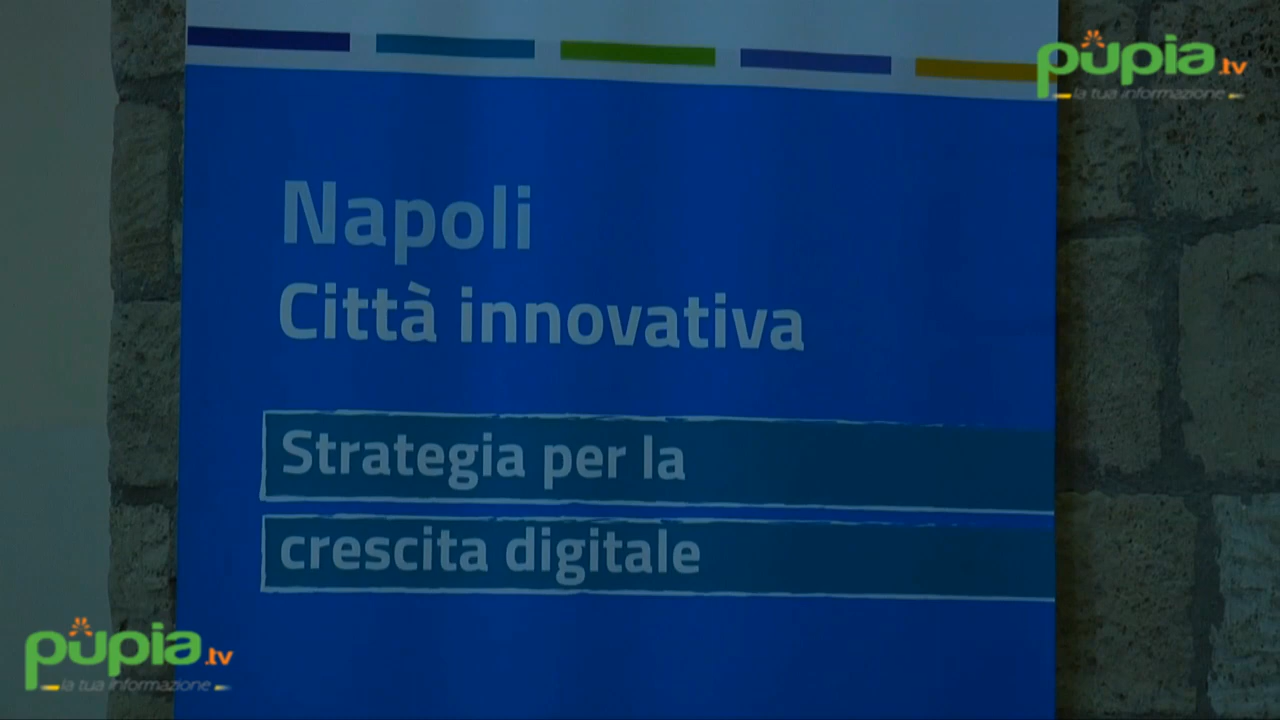 pupia.tv
la tua informazione
Napoli
Città innovativa
Strategia per la
crescita digitale
pupia.tv
la tua informazione